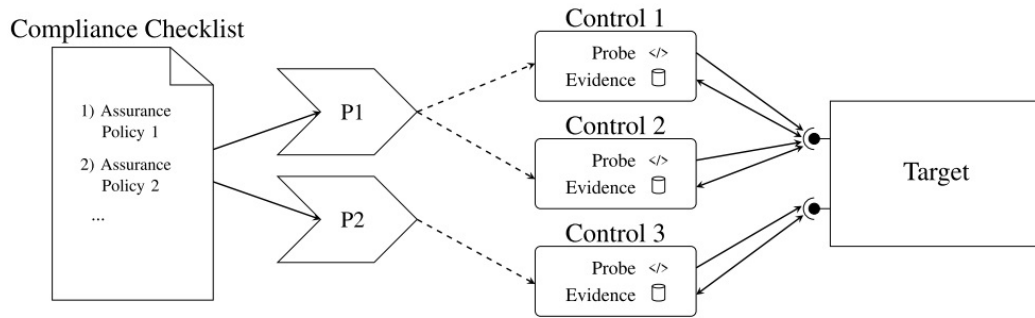 Compliance Checklist
1) Assurance
Policy 1
2) Assurance
Policy 2
...
P1
P2
Control 1
Probe </>
Evidence
Control 2
Probe </>
Evidence
Control 3
Probe </>
Evidence
Target